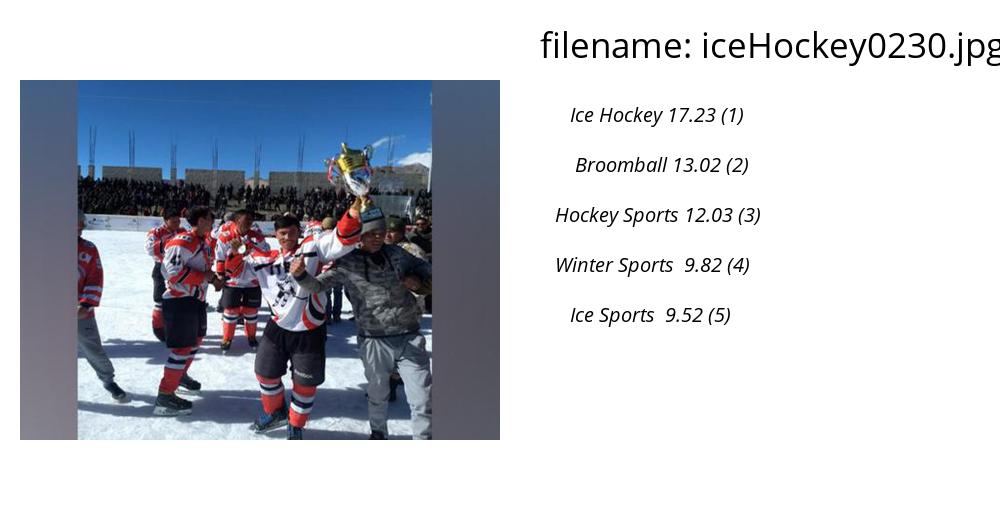 filename: iceHockey0230.jpg
Ice Hockey 17.23 (1)
Broomball 13.02 (2)
Hockey Sports 12.03 (3)
Winter Sports 9.82 (4)
Ice Sports 9.52 (5)
Reebok